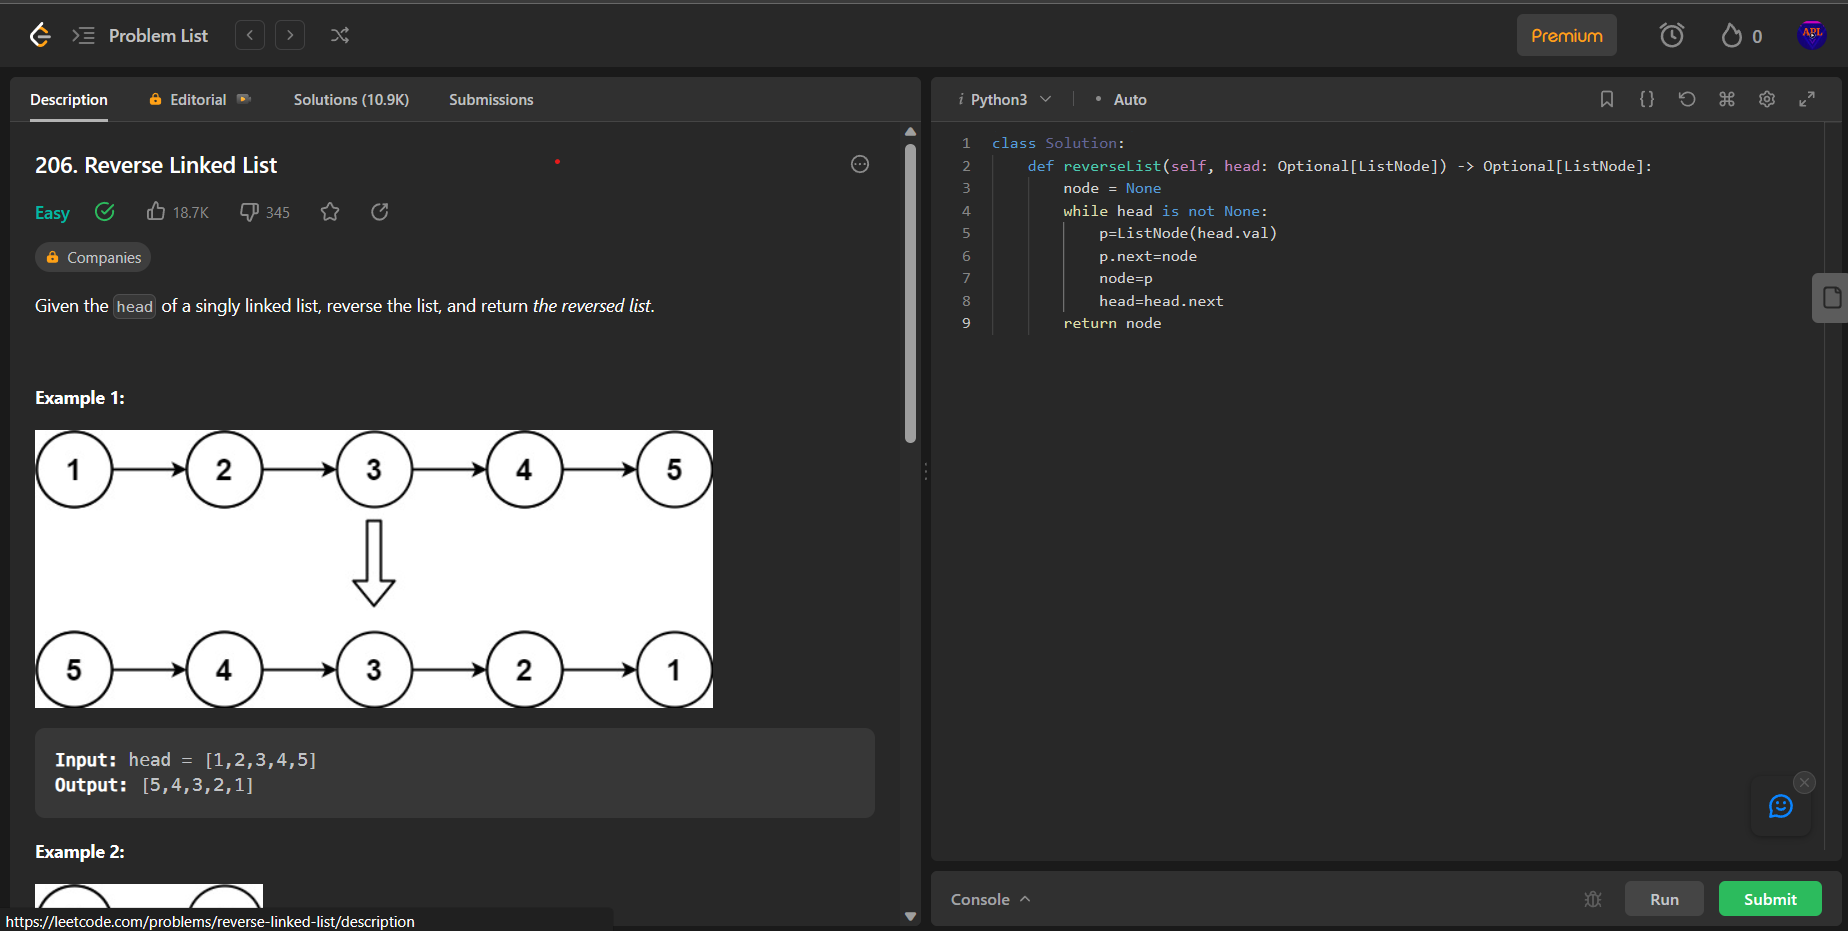 Problem List
Premium
0
APL
Description
Editorial
Solutions (10.9K)
Submissions
206. Reverse Linked List
Easy
18.7K
345
Companies
Given the head of a singly linked list, reverse the list, and return the reversed list.
Example 1:
1 2 3 4 5
5 4 3 2 1
Input: head = [1,2,3,4,5]
Output: [5,4,3,2,1]
Example 2:
https://leetcode.com/problems/reverse-linked-list/description
i Python3
• Auto
1 class Solution:
2 def reverseList(self, head: Optional[ListNode]) -> Optional[ListNode]:
3 node = None
4 while head is not None:
5 p=ListNode(head.val)
6 p.next=node
7 node=p
8 head=head.next
9 return node
Console
Run
Submit